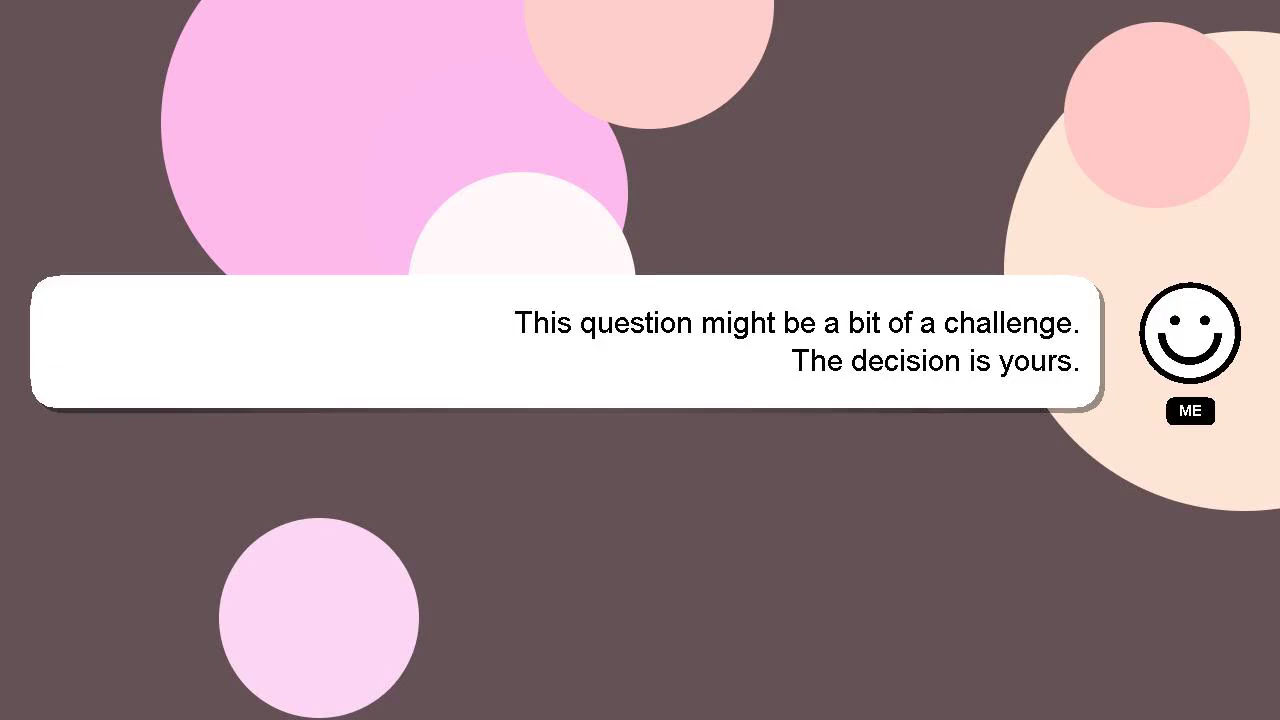 This question might be a bit of a challenge.
The decision is yours.
ME